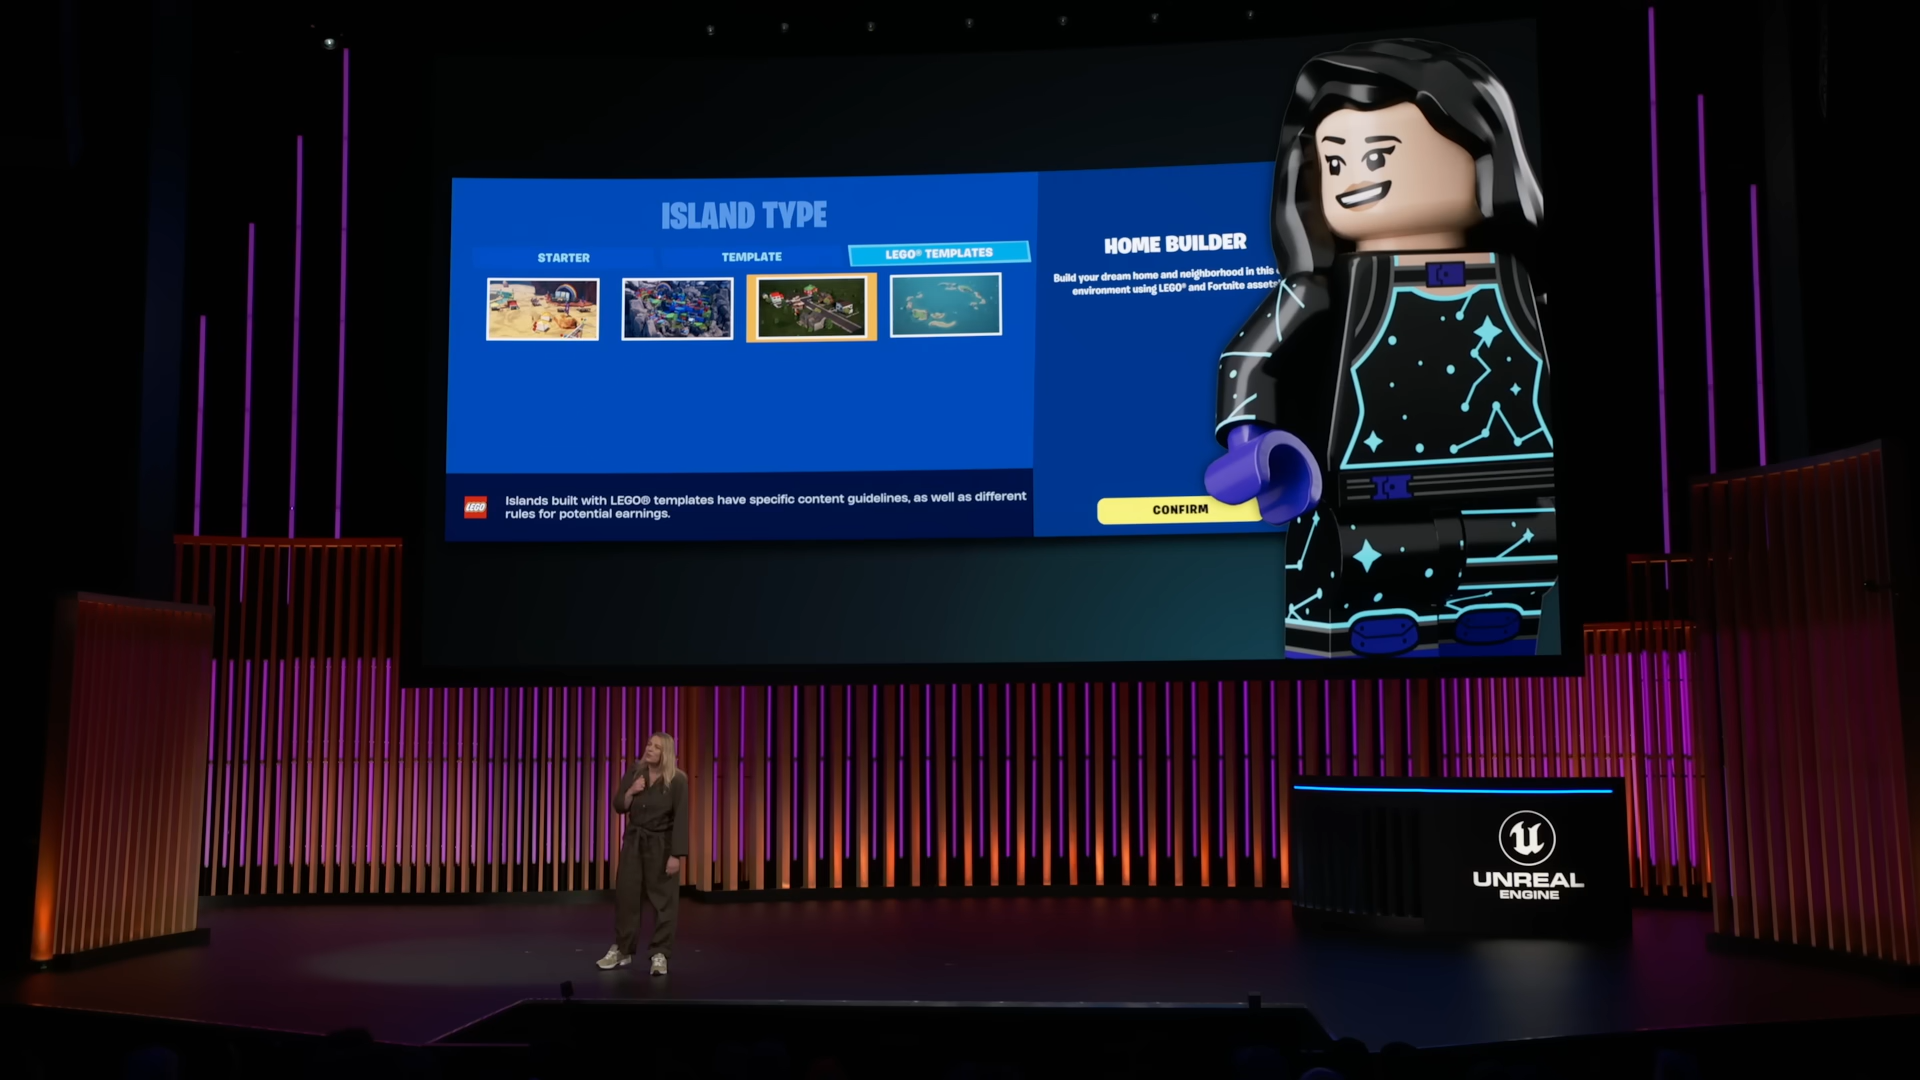 ISLAND TYPE
STARTER
TEMPLATE
LEGO® TEMPLATES
LEGO
Islands built with LEGO® templates have specific content guidelines, as well as different
rules for potential earnings.
HOME BUILDER
Build your dream home and neighborhood in this
environment using LEGO® and Fortnite assets
CONFIRM
UNREAL
ENGINE